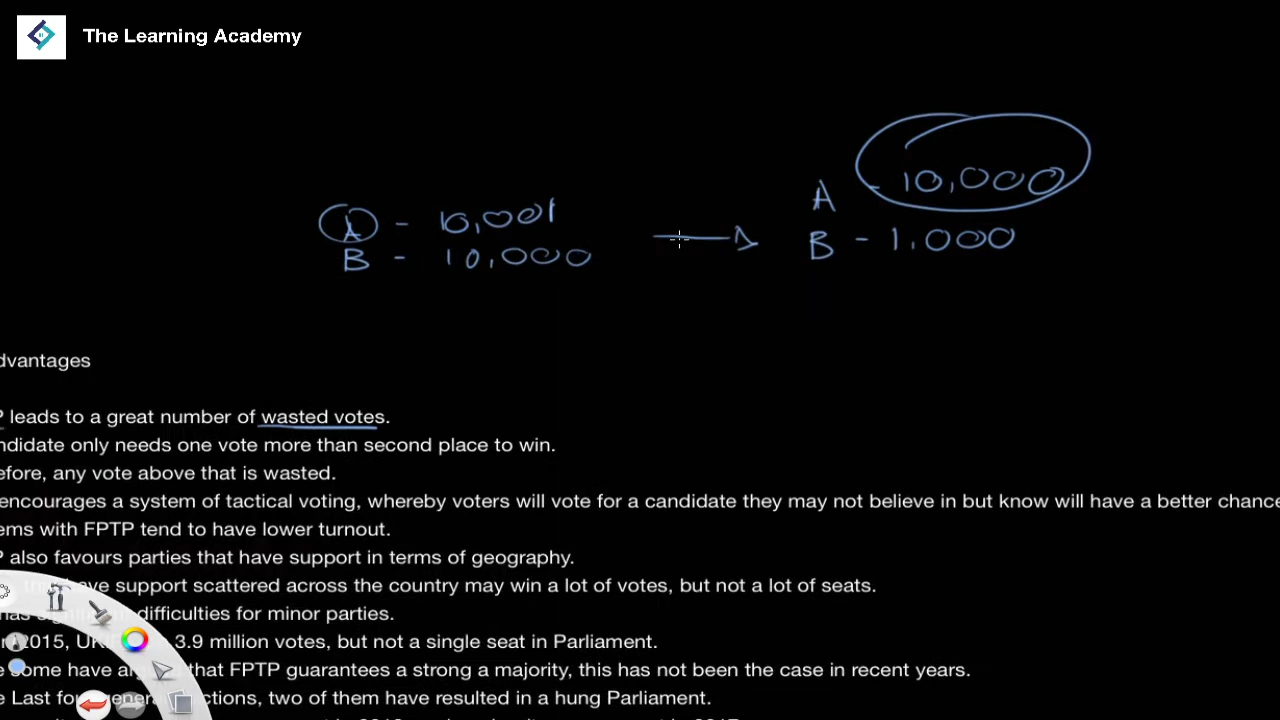 The Learning Academy
A - 10,001
B - 10,000
A - 10,000
B - 1,000
dvantages
P leads to a great number of wasted votes.
ndidate only needs one vote more than second place to win.
efore, any vote above that is wasted.
encourages a system of tactical voting, whereby voters will vote for a candidate they may not believe in but know will have a better chance
ems with FPTP tend to have lower turnout.
P also favours parties that have support in terms of geography.
have support scattered across the country may win a lot of votes, but not a lot of seats.
has difficulties for minor parties.
2015, 3.9 million votes, but not a single seat in Parliament.
e some have that FPTP guarantees a strong a majority, this has not been the case in recent years.
e Last two of them have resulted in a hung Parliament.